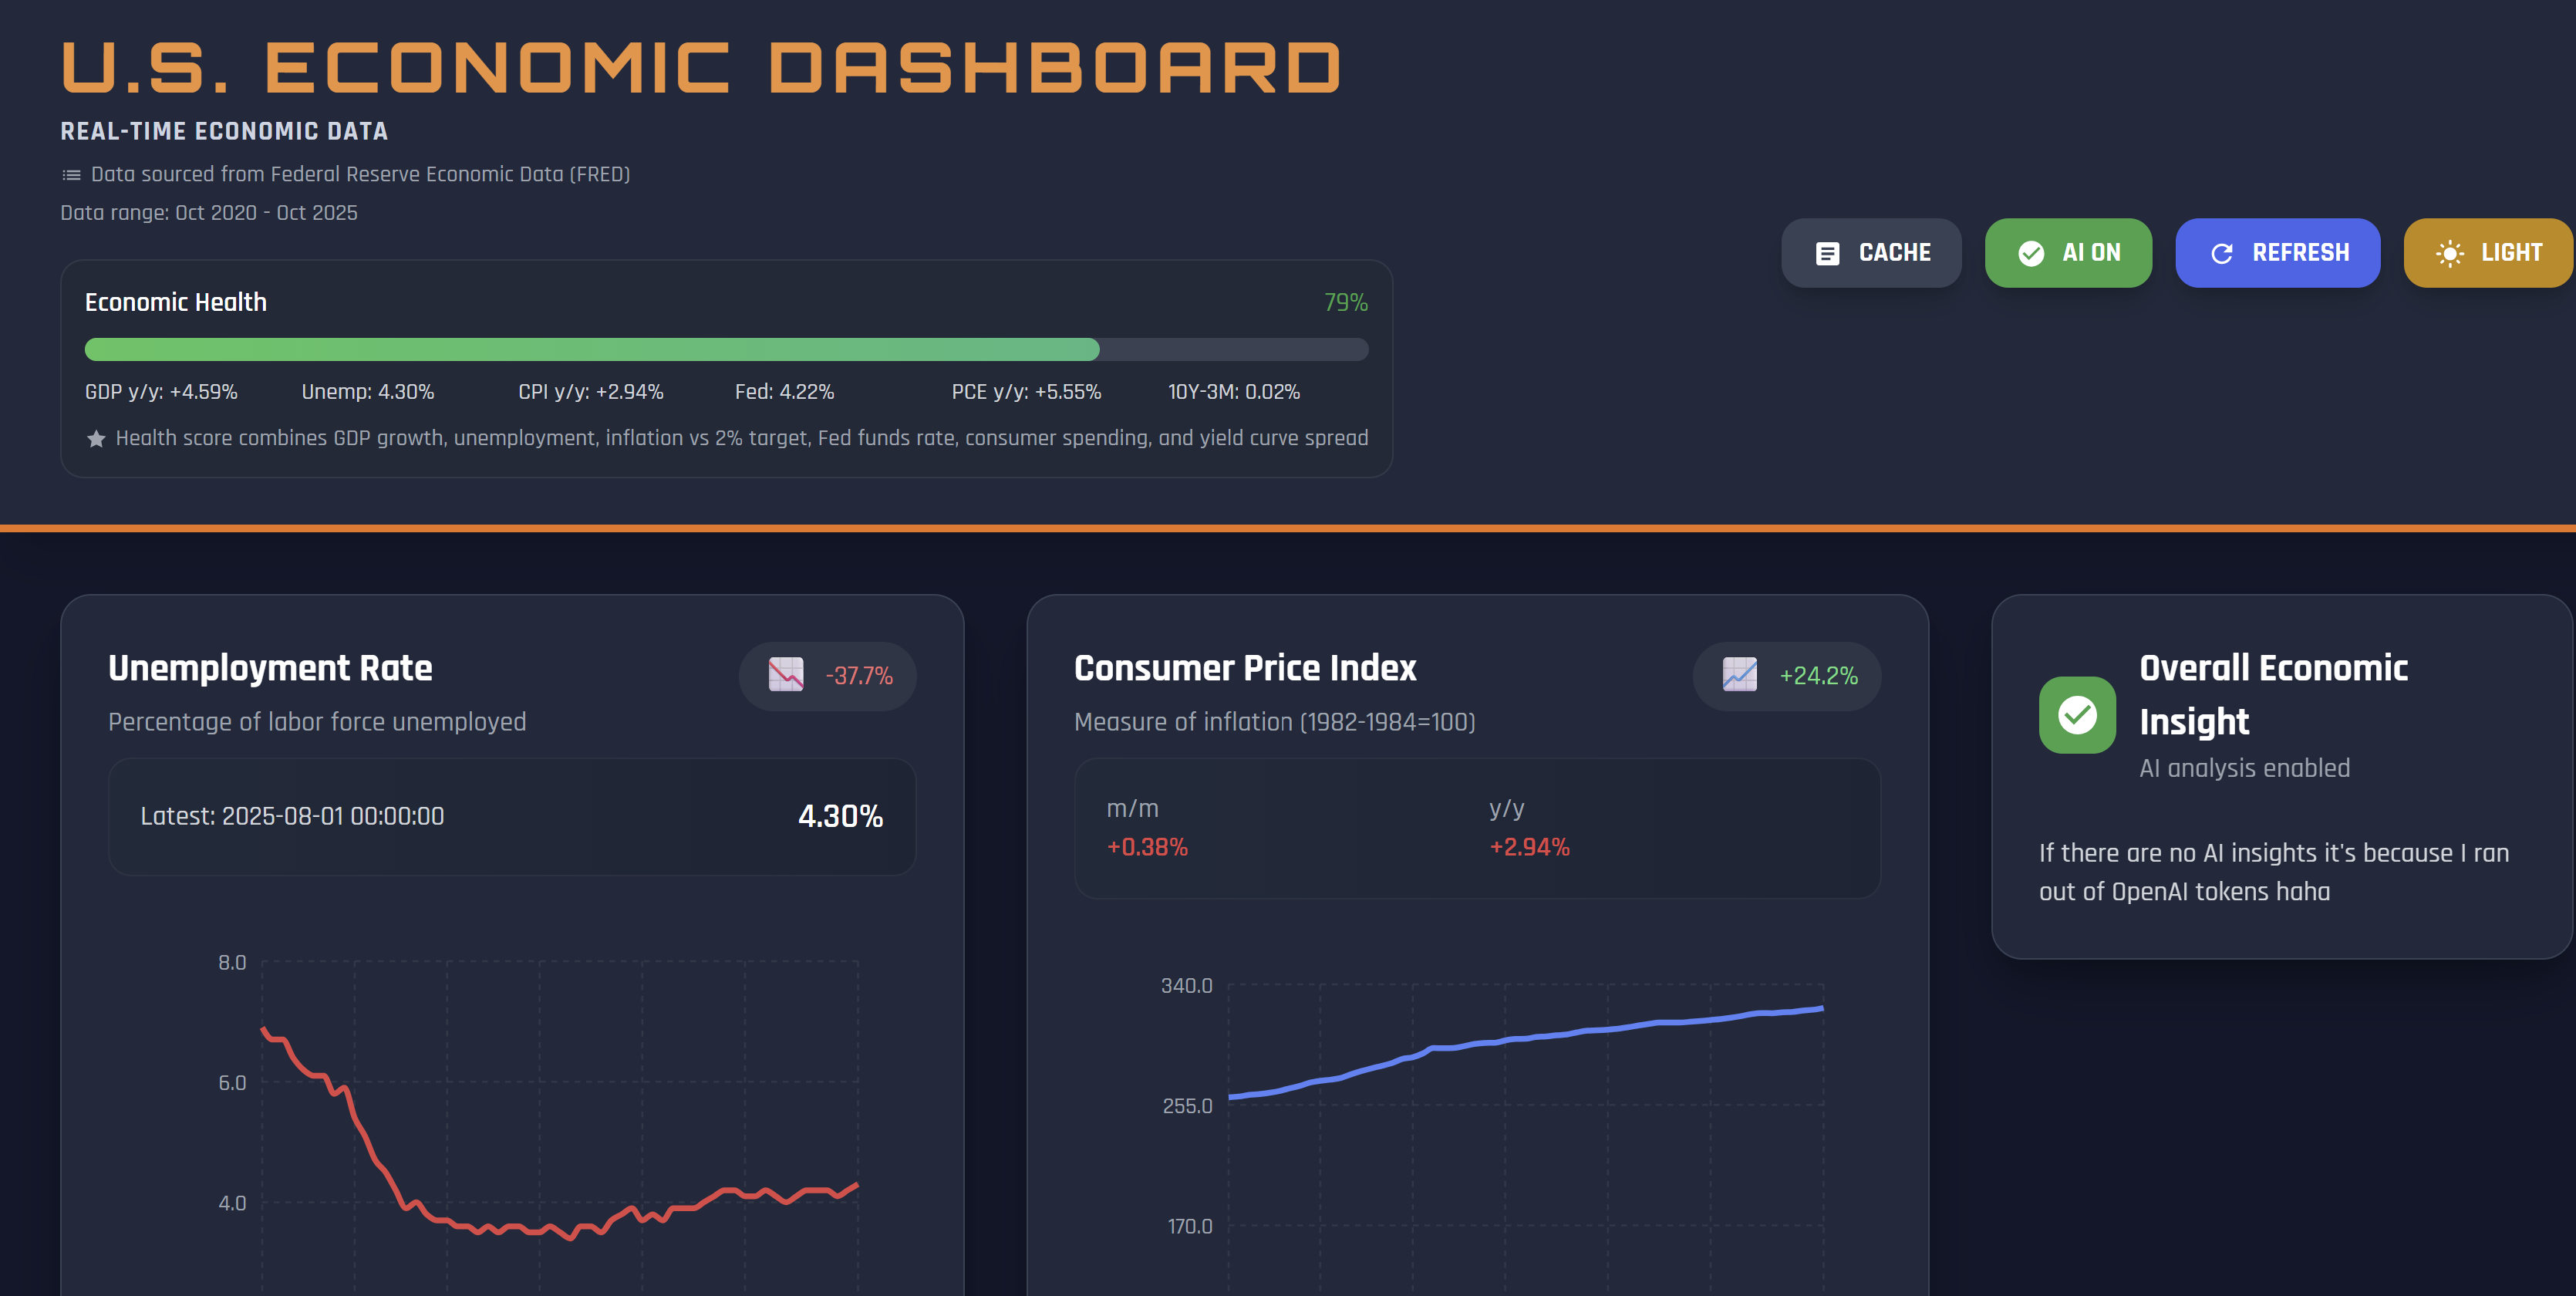 U.S. ECONOMIC DASHBOARD
REAL-TIME ECONOMIC DATA
Data sourced from Federal Reserve Economic Data (FRED)
Data range: Oct 2020 - Oct 2025
CACHE
AI ON
REFRESH
LIGHT
Economic Health
79%
GDP y/y: +4.59%
Unemp: 4.30%
CPI y/y: +2.94%
Fed: 4.22%
PCE y/y: +5.55%
10Y-3M: 0.02%
Health score combines GDP growth, unemployment, inflation vs 2% target, Fed funds rate, consumer spending, and yield curve spread
Unemployment Rate
-37.7%
Percentage of labor force unemployed
Latest: 2025-08-01 00:00:00
4.30%
8.0
6.0
4.0
Consumer Price Index
+24.2%
Measure of inflation (1982-1984=100)
m/m
y/y
+0.38%
+2.94%
340.0
255.0
170.0
Overall Economic
Insight
AI analysis enabled
If there are no AI insights it's because I ran
out of OpenAI tokens haha